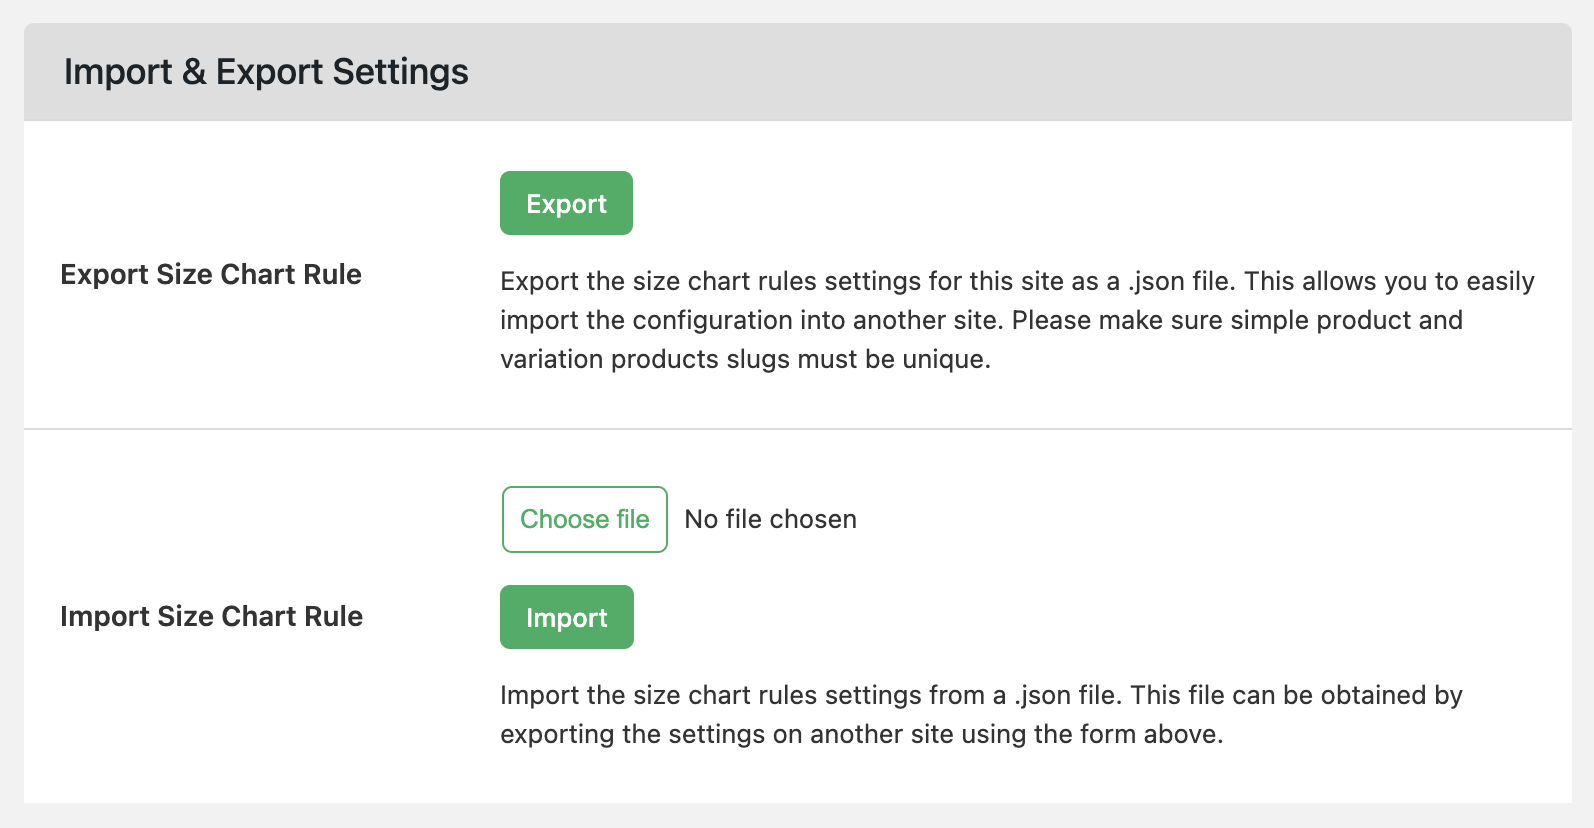 Import & Export Settings
Export
Export Size Chart Rule
Export the size chart rules settings for this site as a .json file. This allows you to easily
import the configuration into another site. Please make sure simple product and
variation products slugs must be unique.
Choose file No file chosen
Import Size Chart Rule
Import
Import the size chart rules settings from a .json file. This file can be obtained by
exporting the settings on another site using the form above.